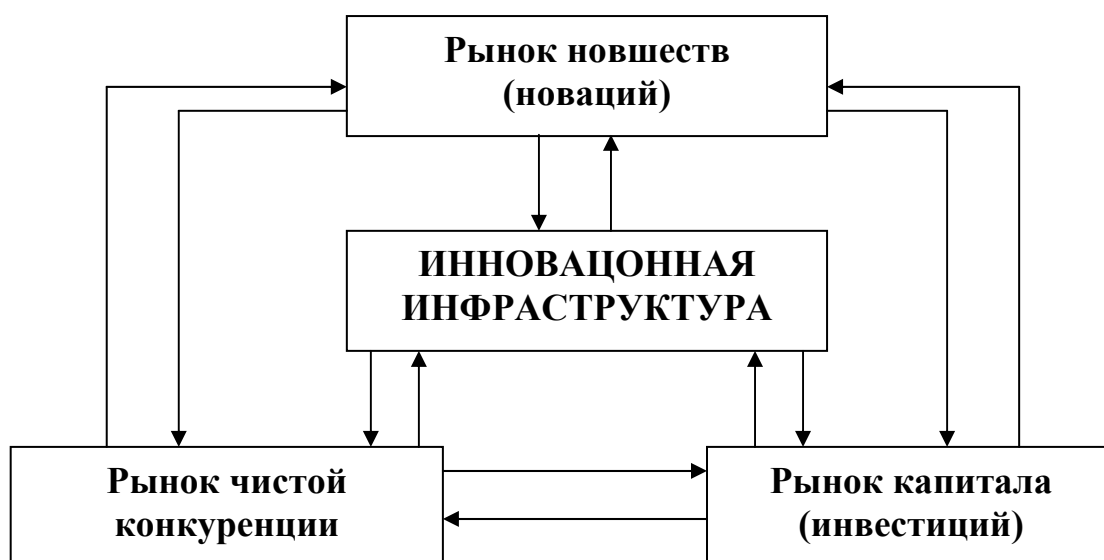 Рынок новшеств
(новаций)
ИННОВАЦОННАЯ
ИНФРАСТРУКТУРА
Рынок чистой
конкуренции
Рынок капитала
(инвестиций)